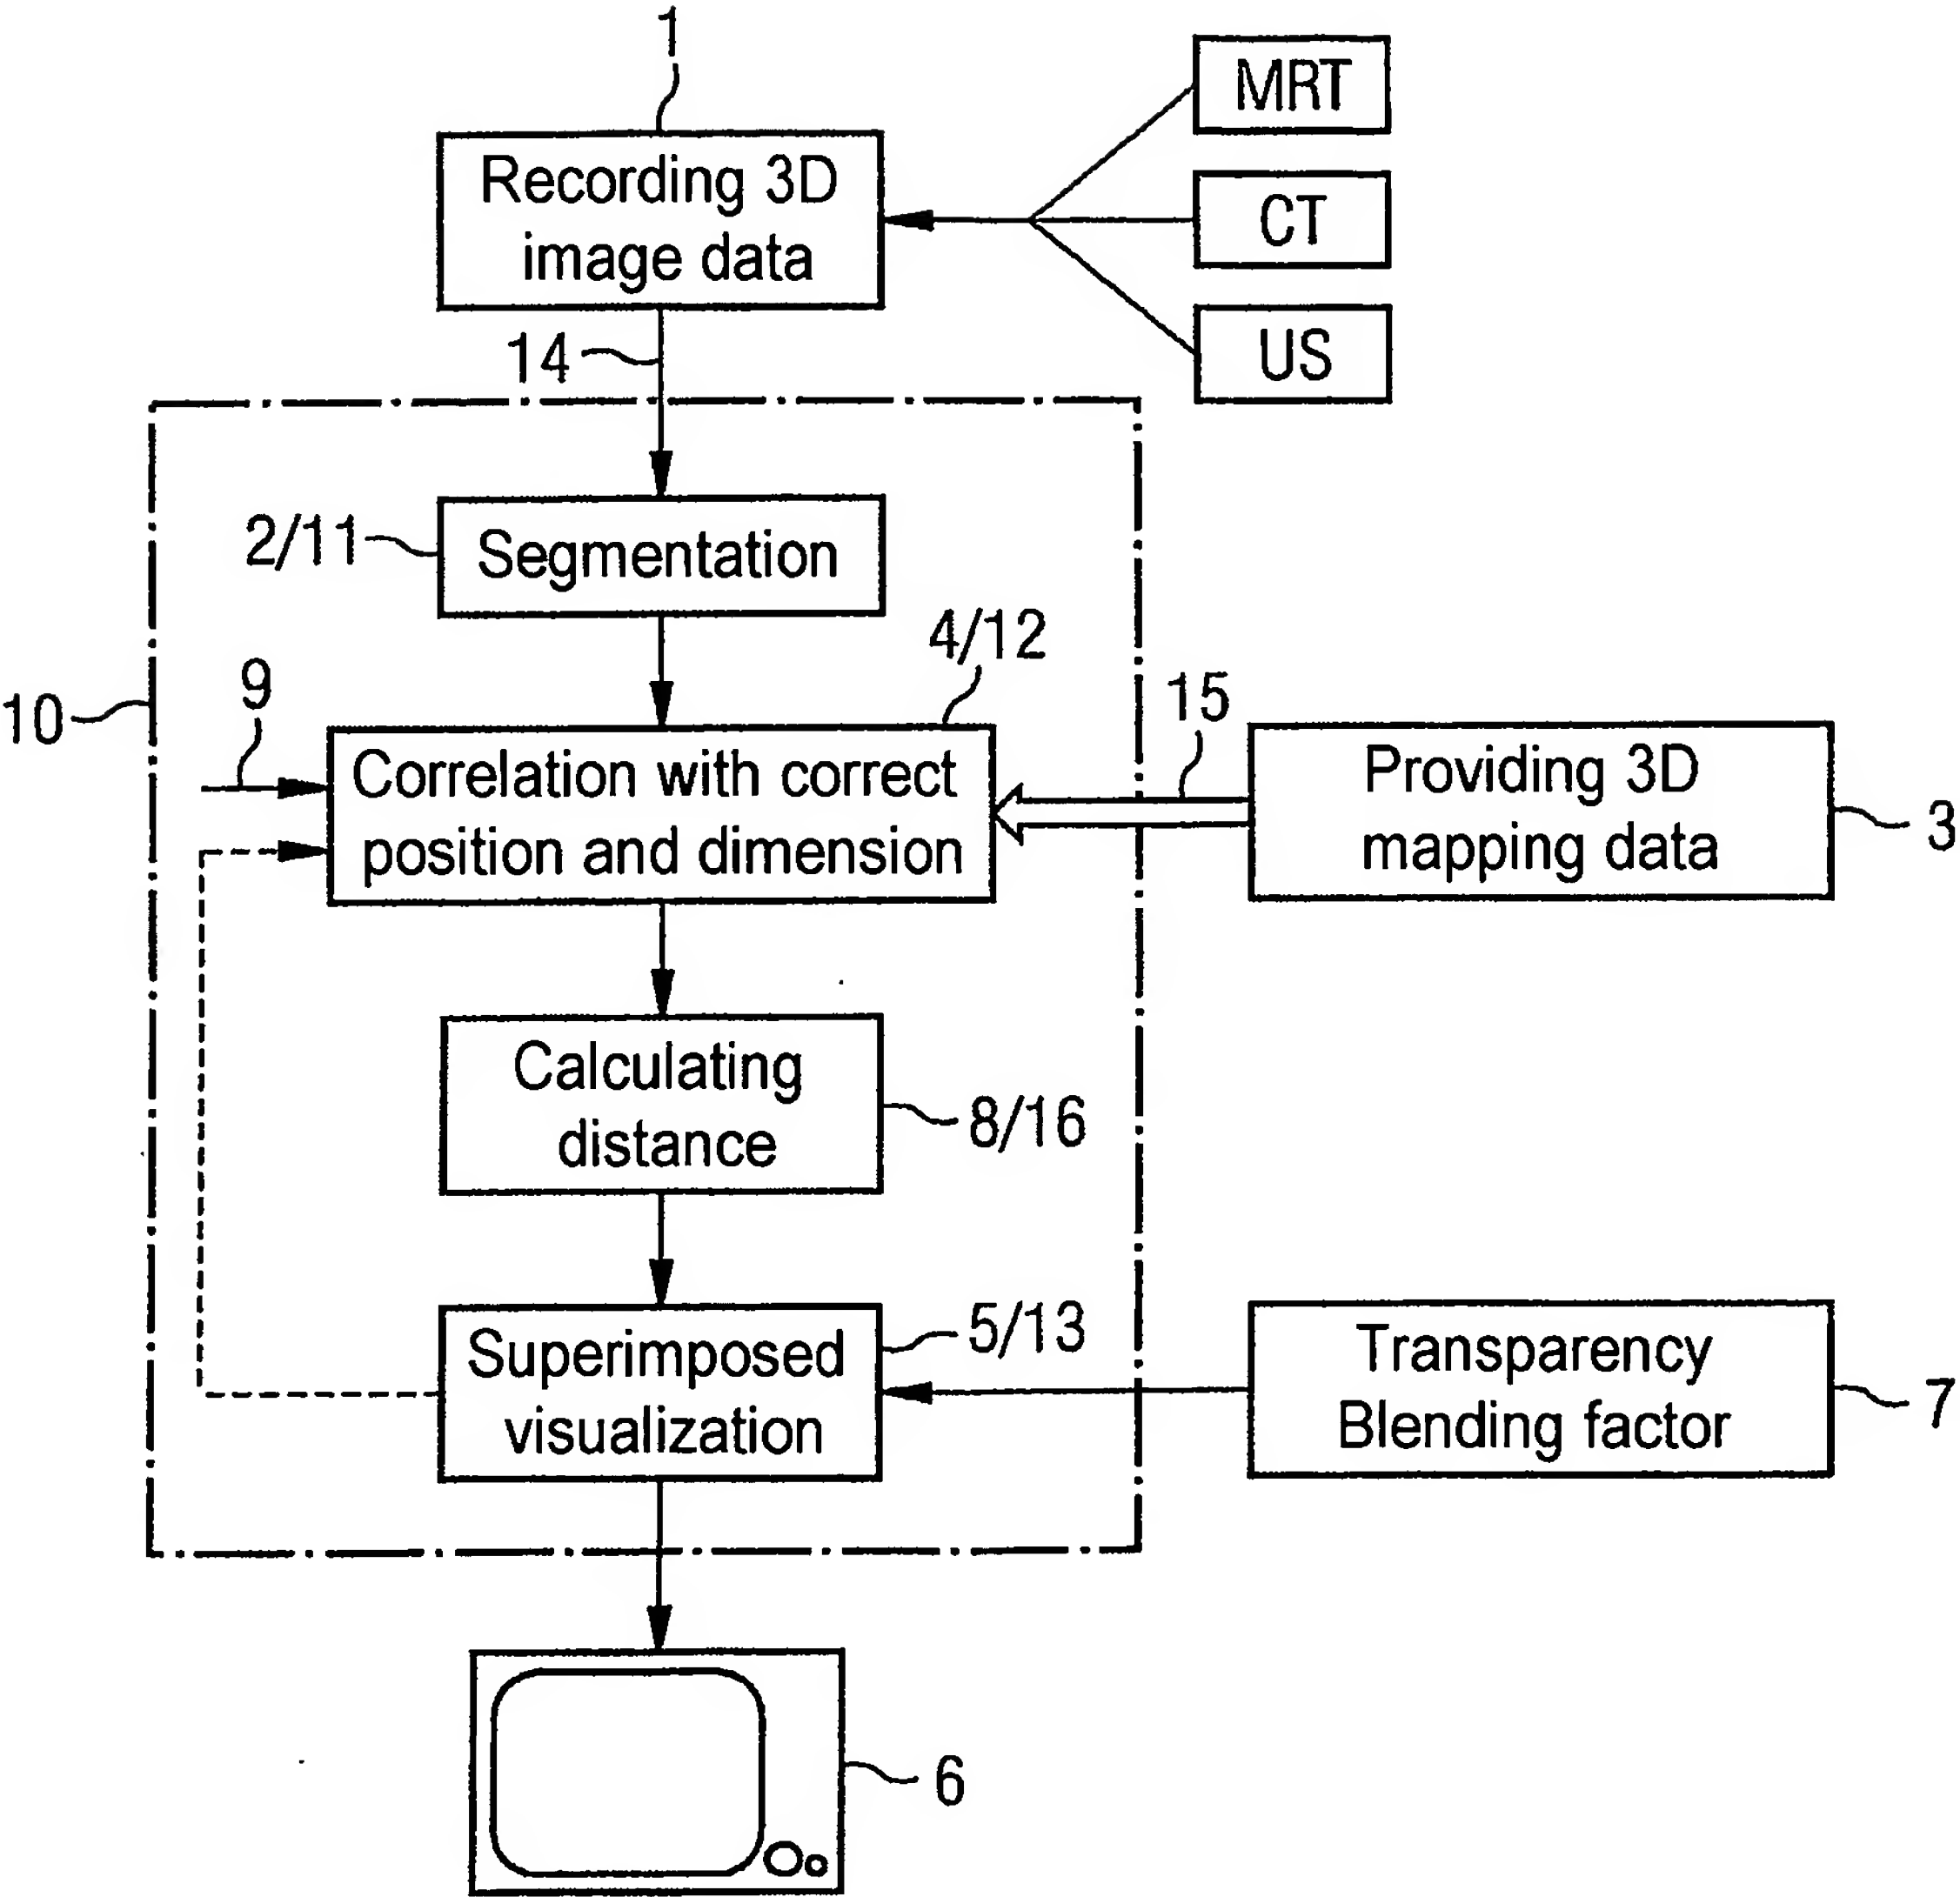 1
MRT
Recording 3D
image data
CT
14
US
2/11
Segmentation
4/12
9
10
15
Correlation with correct
position and dimension
Providing 3D
mapping data
3
Calculating
distance
8/16
5/13
Superimposed
visualization
Transparency
Blending factor
7
6